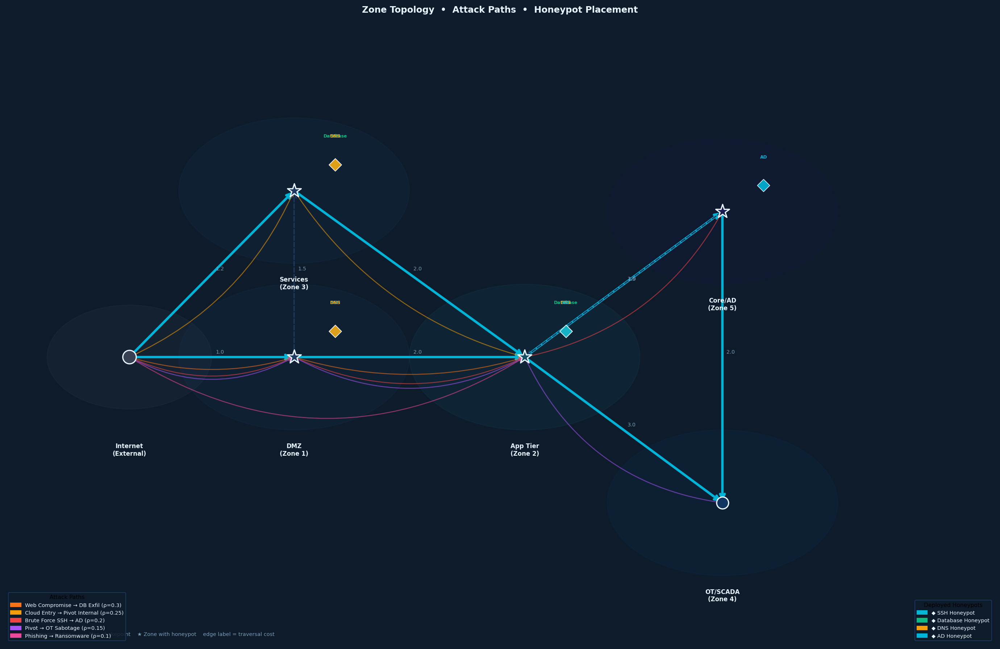 Zone Topology • Attack Paths • Honeypot Placement
Database
DNS
AD
1.2
1.5
2.0
Services
(Zone 3)
Core/AD
(Zone 5)
DNS
Database
1.0
2.0
2.0
3.0
Internet
(External)
DMZ
(Zone 1)
App Tier
(Zone 2)
OT/SCADA
(Zone 4)
Attack Paths
Web Compromise → DB Exfil (ρ=0.3)
Cloud Entry → Pivot Internal (ρ=0.25)
Brute Force SSH → AD (ρ=0.2)
Pivot → OT Sabotage (ρ=0.15)
Phishing → Ransomware (ρ=0.1)
★ Zone with honeypot edge label = traversal cost
Deployed Honeypots
◆ SSH Honeypot
◆ Database Honeypot
◆ DNS Honeypot
◆ AD Honeypot